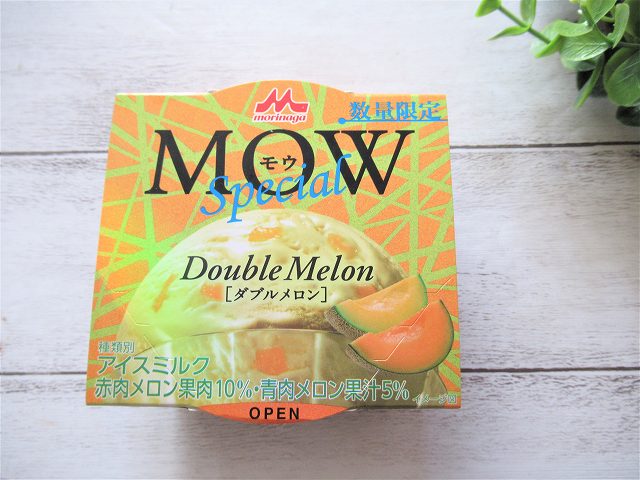 morinaga
数量限定
MOW
モウ
Special
Double Melon
[ダブルメロン]
種類別
アイスミルク
赤肉メロン果肉10%・青肉メロン果汁5%
イメージ図
OPEN